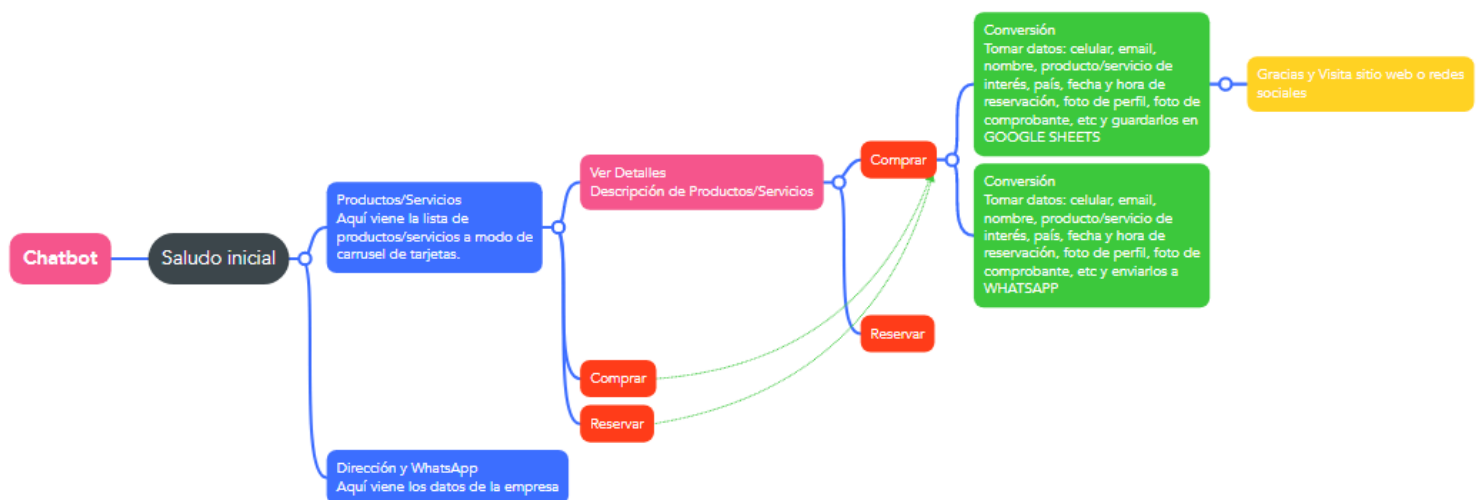 Chatbot
Saludo inicial
Productos/Servicios
Aquí viene la lista de
productos/servicios a modo de
carrusel de tarjetas.
Dirección y WhatsApp
Aquí viene los datos de la empresa
Ver Detalles
Descripción de Productos/Servicios
Comprar
Reservar
Comprar
Reservar
Conversión
Tomar datos: celular, email,
nombre, producto/servicio de
interés, país, fecha y hora de
reservación, foto de perfil, foto de
comprobante, etc y guardarlos en
GOOGLE SHEETS
Conversión
Tomar datos: celular, email,
nombre, producto/servicio de
interés, país, fecha y hora de
reservación, foto de perfil, foto de
comprobante, etc y enviarlos a
WHATSAPP
Gracias y Visita sitio web o redes
sociales